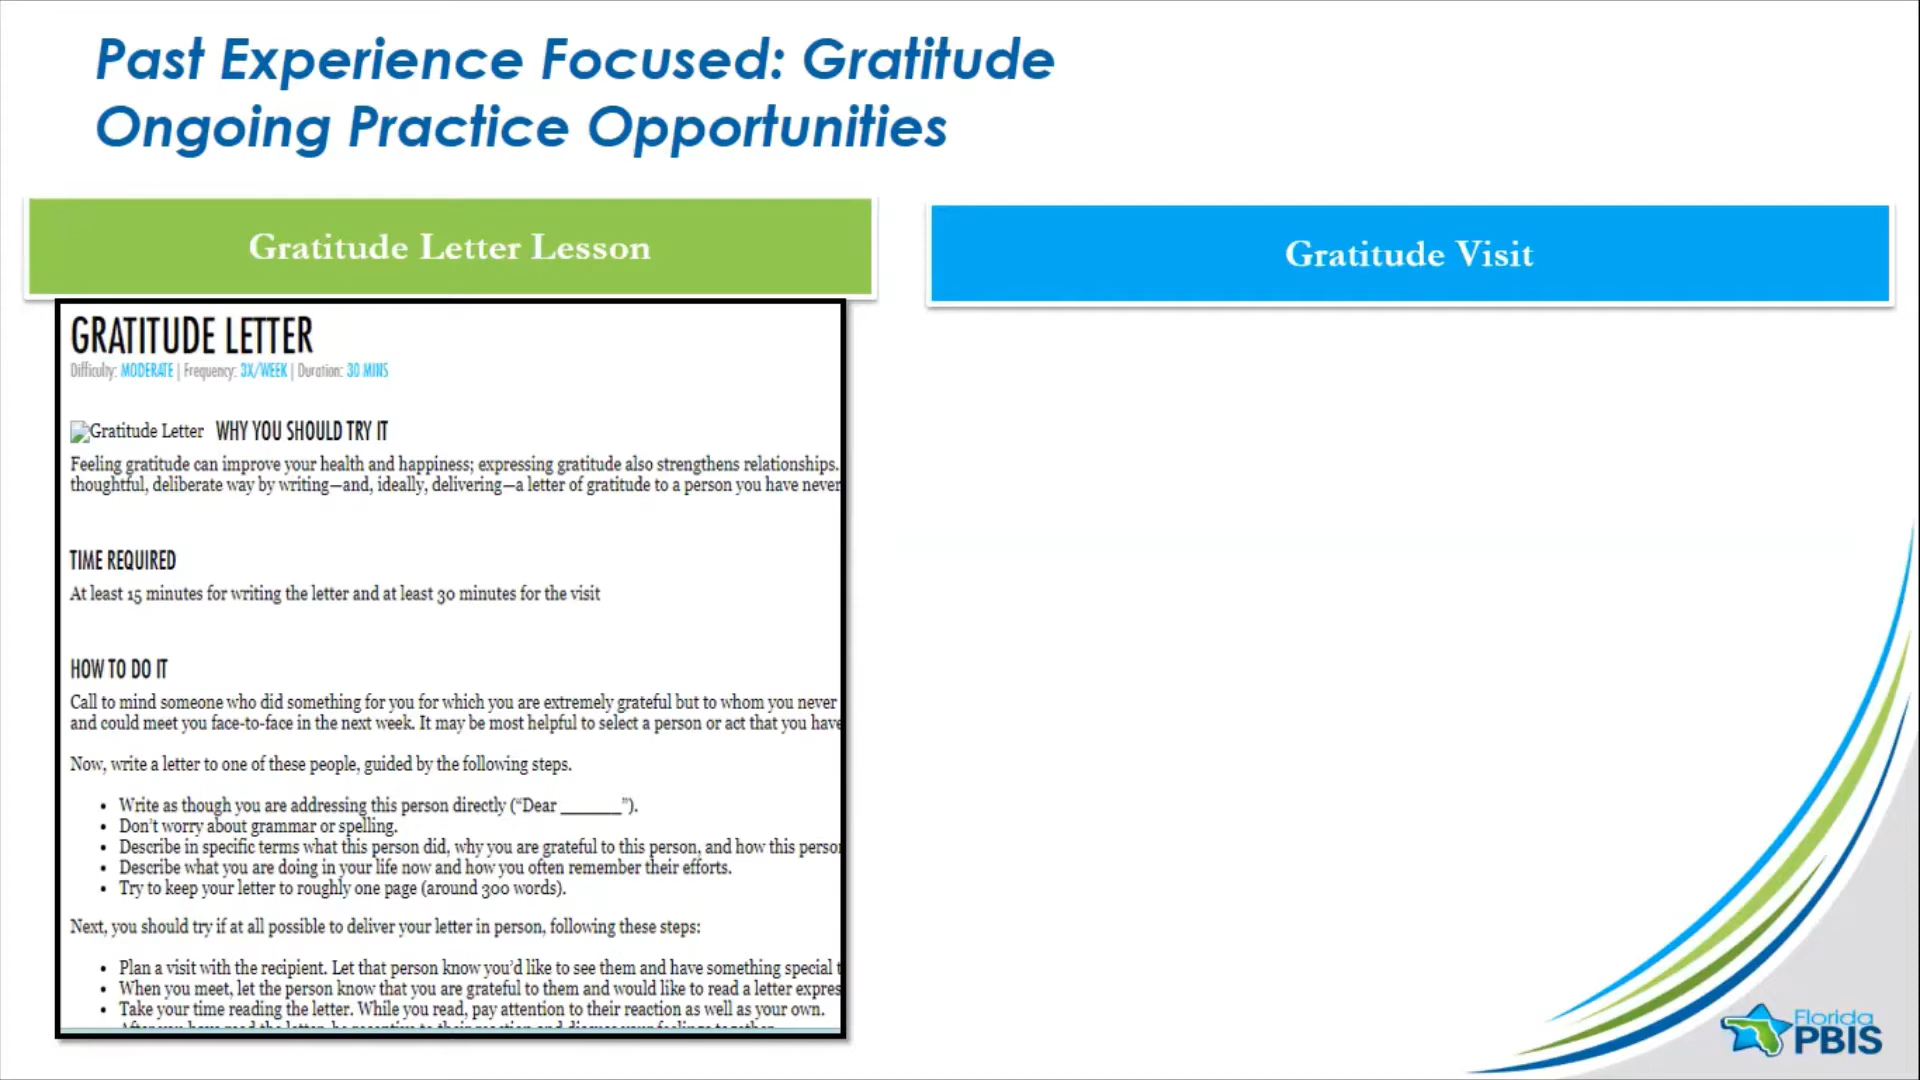 Past Experience Focused: Gratitude
Ongoing Practice Opportunities
Gratitude Letter Lesson
GRATITUDE LETTER
Difficulty: MODERATE | Frequency: 3X/WEEK | Duration: 30 MINS
Gratitude Letter WHY YOU SHOULD TRY IT
Feeling gratitude can improve your health and happiness; expressing gratitude also strengthens relationships.
thoughtful, deliberate way by writing—and, ideally, delivering—a letter of gratitude to a person you have never
TIME REQUIRED
At least 15 minutes for writing the letter and at least 30 minutes for the visit
HOW TO DO IT
Call to mind someone who did something for you for which you are extremely grateful but to whom you never
and could meet you face-to-face in the next week. It may be most helpful to select a person or act that you have
Now, write a letter to one of these people, guided by the following steps.
• Write as though you are addressing this person directly (“Dear ______”).
• Don’t worry about grammar or spelling.
• Describe in specific terms what this person did, why you are grateful to this person, and how this perso
• Describe what you are doing in your life now and how you often remember their efforts.
• Try to keep your letter to roughly one page (around 300 words).
Next, you should try if at all possible to deliver your letter in person, following these steps:
• Plan a visit with the recipient. Let that person know you’d like to see them and have something special t
• When you meet, let the person know that you are grateful to them and would like to read a letter expres
• Take your time reading the letter. While you read, pay attention to their reaction as well as your own.
Gratitude Visit
Florida
PBIS